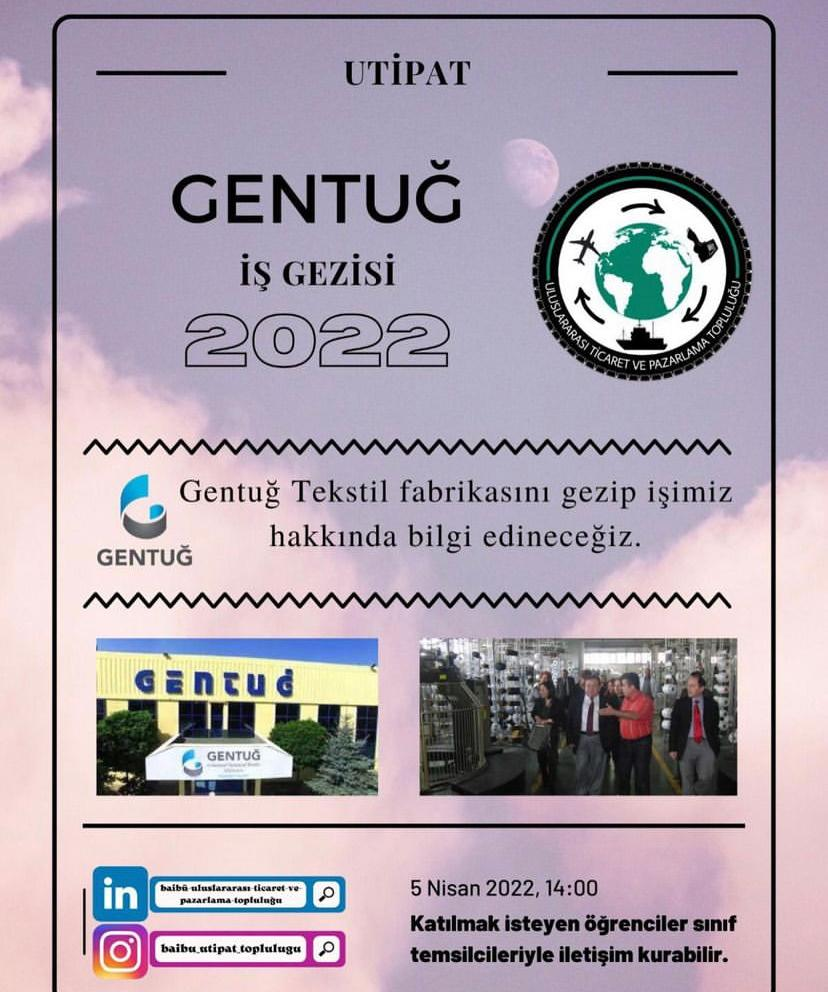 UTİPAT
GENTUĞ
İŞ GEZİSİ
2022
ULUSLARARASI TİCARET VE PAZARLAMA TOPLULUĞU
Gentuğ Tekstil fabrikasını gezip işimiz
hakkında bilgi edineceğiz.
GENTUĞ
GENTUĞ
GENTUĞ
in
baibü-uluslararası-ticaret-ve-
pazarlama-topluluğu
baibu_utipat_toplulugu
5 Nisan 2022, 14:00
Katılmak isteyen öğrenciler sınıf
temsilcileriyle iletişim kurabilir.